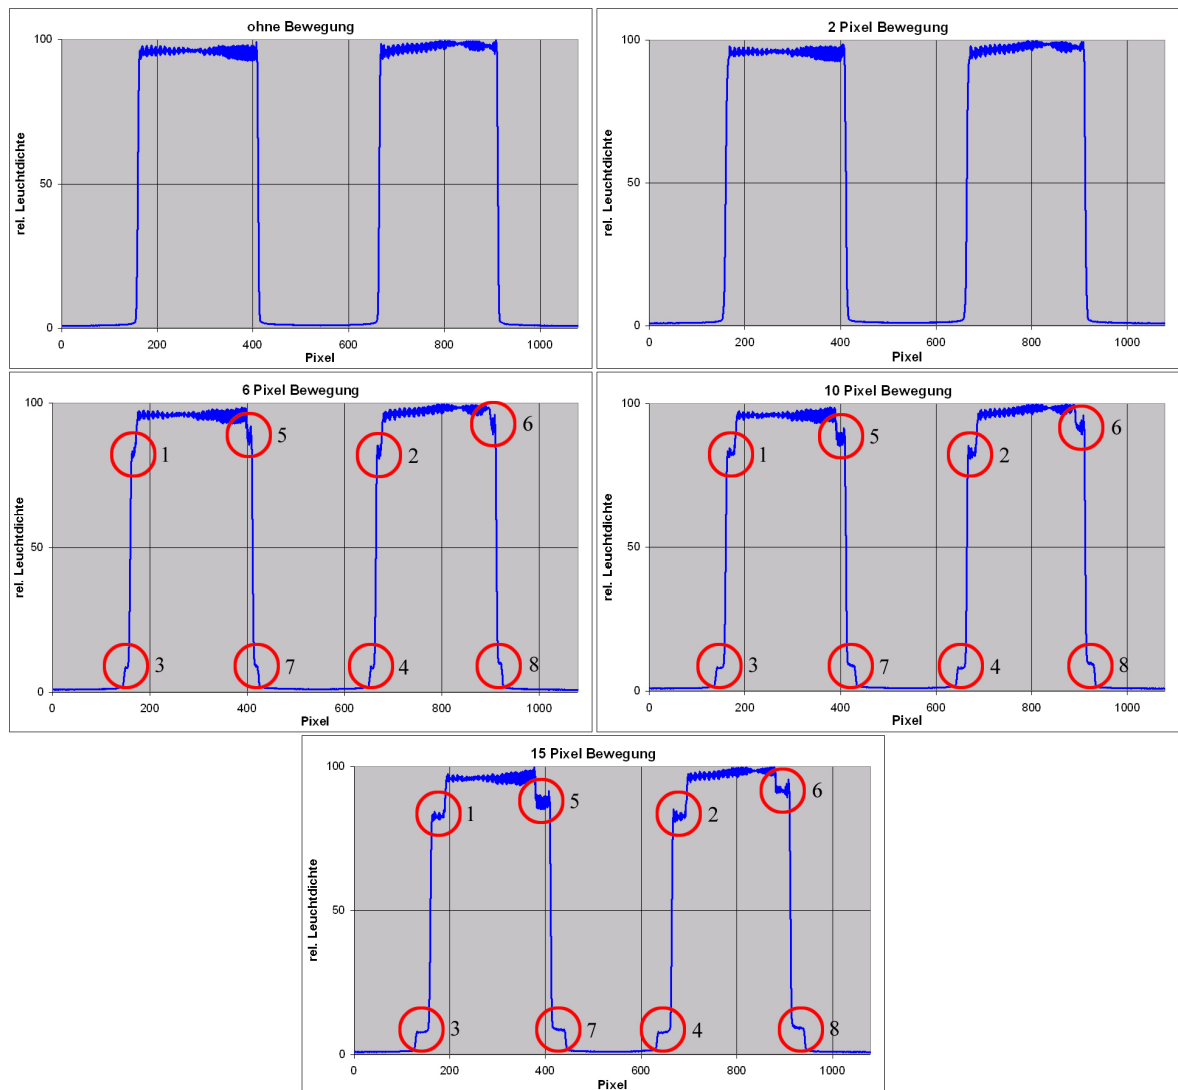 ohne Bewegung
100
50
0
rel. Leuchtdichte
0 200 400 600 800 1000
Pixel
2 Pixel Bewegung
100
50
0
rel. Leuchtdichte
0 200 400 600 800 1000
Pixel
6 Pixel Bewegung
100
50
0
rel. Leuchtdichte
1 5 2 6
3 7 4 8
0 200 400 600 800 1000
Pixel
10 Pixel Bewegung
100
50
0
rel. Leuchtdichte
1 5 2 6
3 7 4 8
0 200 400 600 800 1000
Pixel
15 Pixel Bewegung
100
50
0
rel. Leuchtdichte
1 5 2 6
3 7 4 8
0 200 400 600 800 1000
Pixel